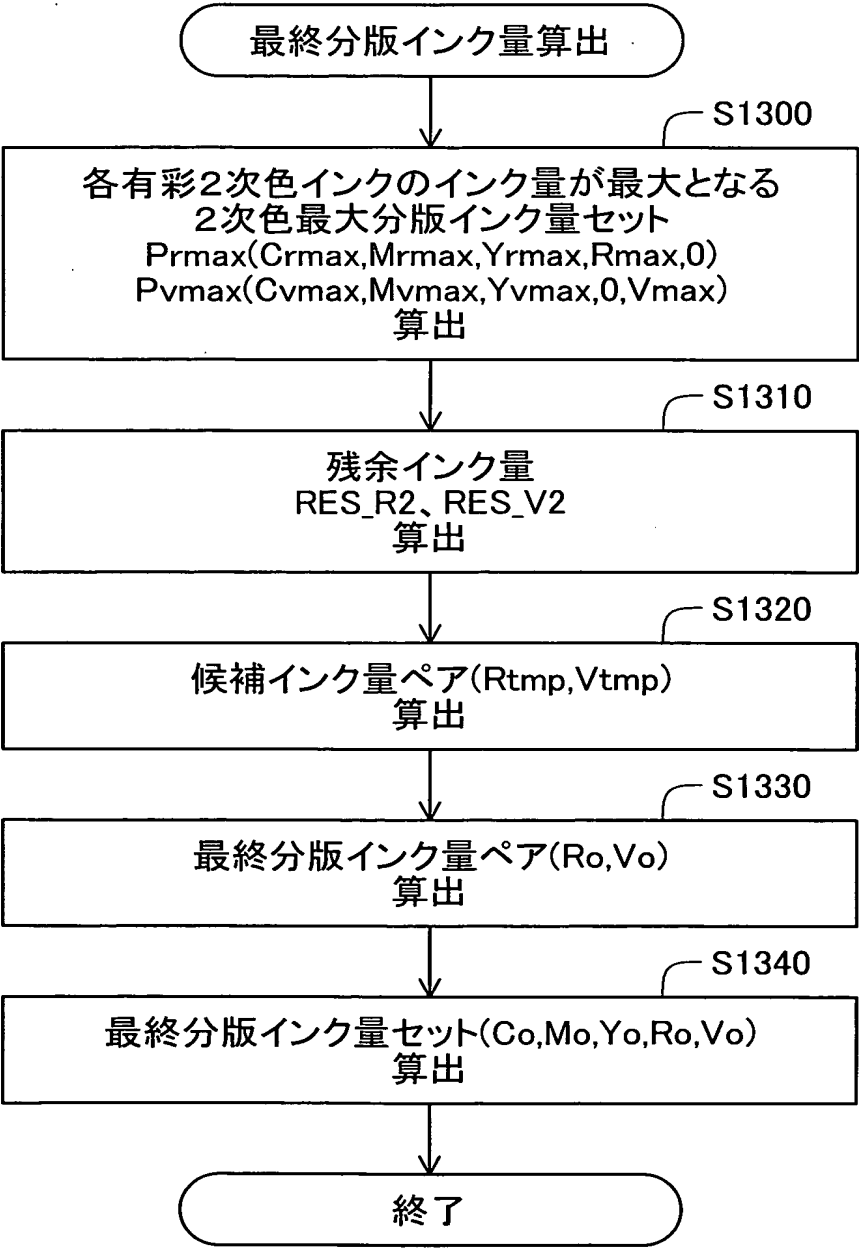 最終分版インク量算出
S1300
各有彩２次色インクのインク量が最大となる
２次色最大分版インク量セット
Prmax(Crmax,Mrmax,Yrmax,Rmax,0)
Pvmax(Cvmax,Mvmax,Yvmax,0,Vmax)
算出
S1310
残余インク量
RES_R2、RES_V2
算出
S1320
候補インク量ペア(Rtmp,Vtmp)
算出
S1330
最終分版インク量ペア(Ro,Vo)
算出
S1340
最終分版インク量セット(Co,Mo,Yo,Ro,Vo)
算出
終了